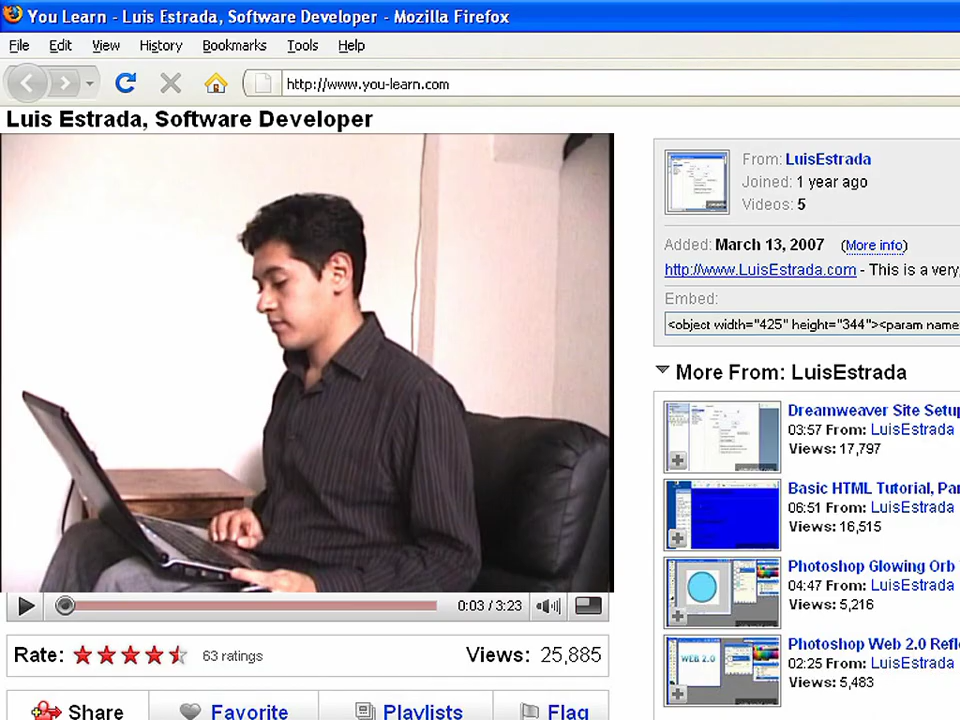 You Learn - Luis Estrada, Software Developer - Mozilla Firefox
File Edit View History Bookmarks Tools Help
http://www.you-learn.com
Luis Estrada, Software Developer
From: LuisEstrada
Joined: 1 year ago
Videos: 5
Added: March 13, 2007 (More info)
http://www.LuisEstrada.com - This is a very,
Embed:
<object width="425" height="344"><param name
More From: LuisEstrada
Dreamweaver Site Setup
03:57 From: LuisEstrada
Views: 17,797
Basic HTML Tutorial, Par
06:51 From: LuisEstrada
Views: 16,515
Photoshop Glowing Orb
04:47 From: LuisEstrada
Views: 5,216
Photoshop Web 2.0 Refle
02:25 From: LuisEstrada
Views: 5,483
WEB 2.0
0:03 / 3:23
Rate: 63 ratings Views: 25,885
Share Favorite Playlists Flag